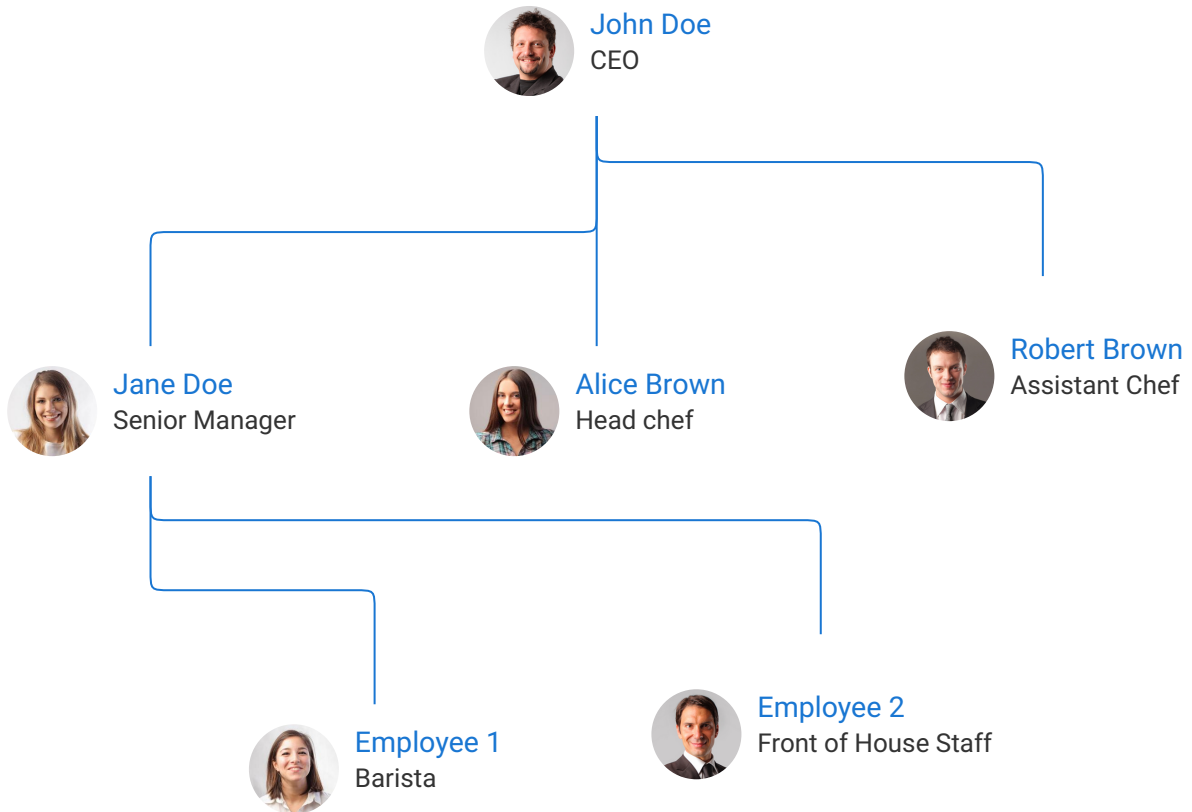 John Doe
CEO
Jane Doe
Senior Manager
Alice Brown
Head chef
Robert Brown
Assistant Chef
Employee 1
Barista
Employee 2
Front of House Staff